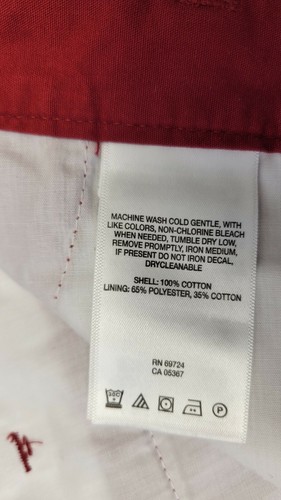 MACHINE WASH COLD GENTLE, WITH
LIKE COLORS, NON-CHLORINE BLEACH
WHEN NEEDED, TUMBLE DRY LOW,
REMOVE PROMPTLY, IRON MEDIUM,
IF PRESENT DO NOT IRON DECAL,
DRYCLEANABLE
SHELL: 100% COTTON
LINING: 65% POLYESTER, 35% COTTON
RN 69724
CA 05367
30C
P